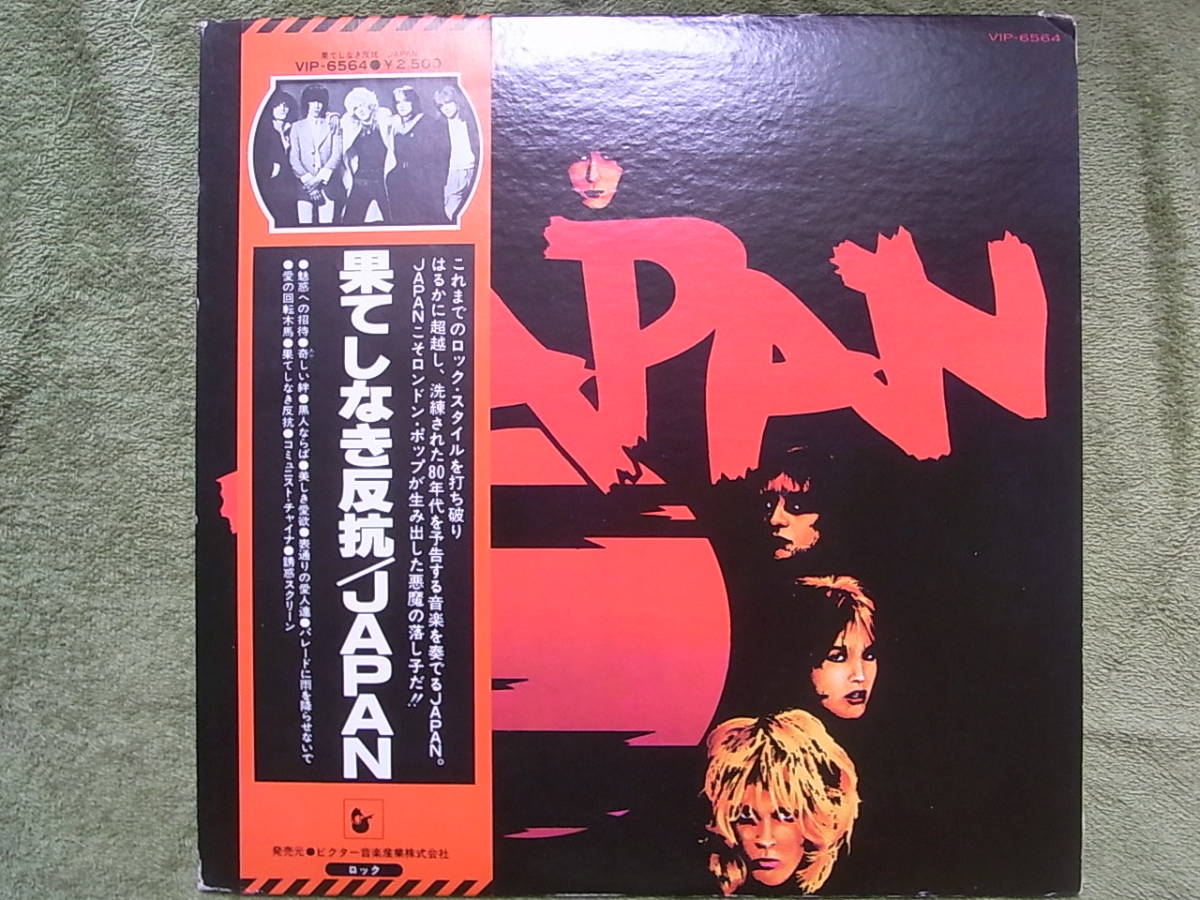 果てしなき反抗・JAPAN
VIP-6564●¥2,500
VIP-6564
JAPAN
これまでのロック・スタイルを打ち破り
はるかに超越し、洗練された80年代を予告する音楽を奏でるJAPAN。
JAPANこそロンドン・ポップが生み出した悪魔の落し子だ!!
果てしなき反抗/JAPAN
●魅惑への招待●奇しい絆●黒人ならば●美しき愛欲●表通りの愛人達●パレードに雨を降らせないで
●愛の回転木馬●果てしなき反抗●コミュニスト・チャイナ●誘惑スクリーン
発売元●ビクター音楽産業株式会社
ロック